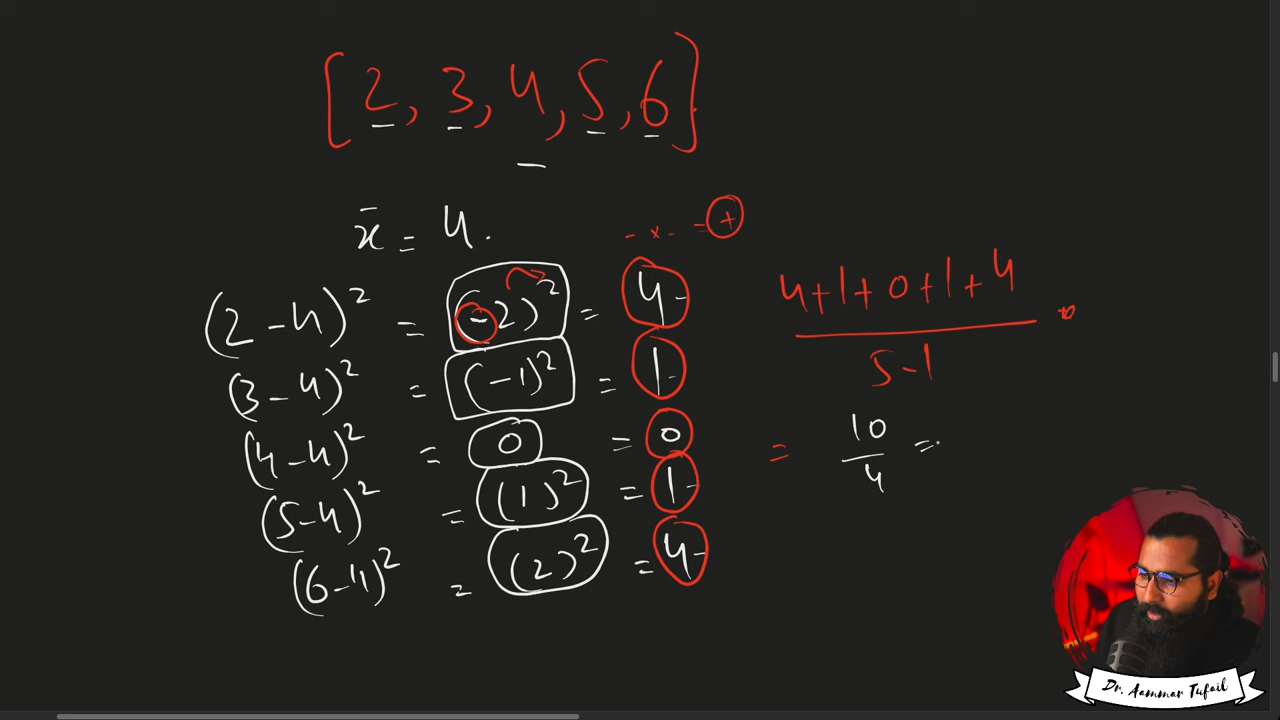 [2, 3, 4, 5, 6]
x̄ = 4.
- × - = +
(2 - 4)² = (-2)² = 4
(3 - 4)² = (-1)² = 1
(4 - 4)² = 0 = 0
(5 - 4)² = (1)² = 1
(6 - 4)² = (2)² = 4
4 + 1 + 0 + 1 + 4
5 - 1
= 10/4 =
Dr. Aammar Tufail